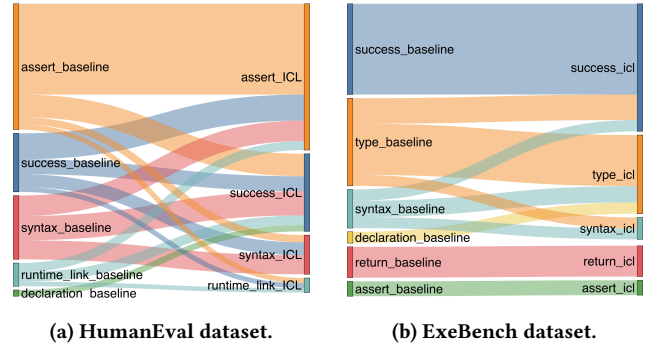 assert_baseline
success_baseline
syntax_baseline
runtime_link_baseline
declaration_baseline
assert_ICL
success_ICL
syntax_ICL
runtime_link_ICL
(a) HumanEval dataset.
success_baseline
type_baseline
syntax_baseline
declaration_baseline
return_baseline
assert_baseline
success_icl
type_icl
syntax_icl
return_icl
assert_icl
(b) ExeBench dataset.